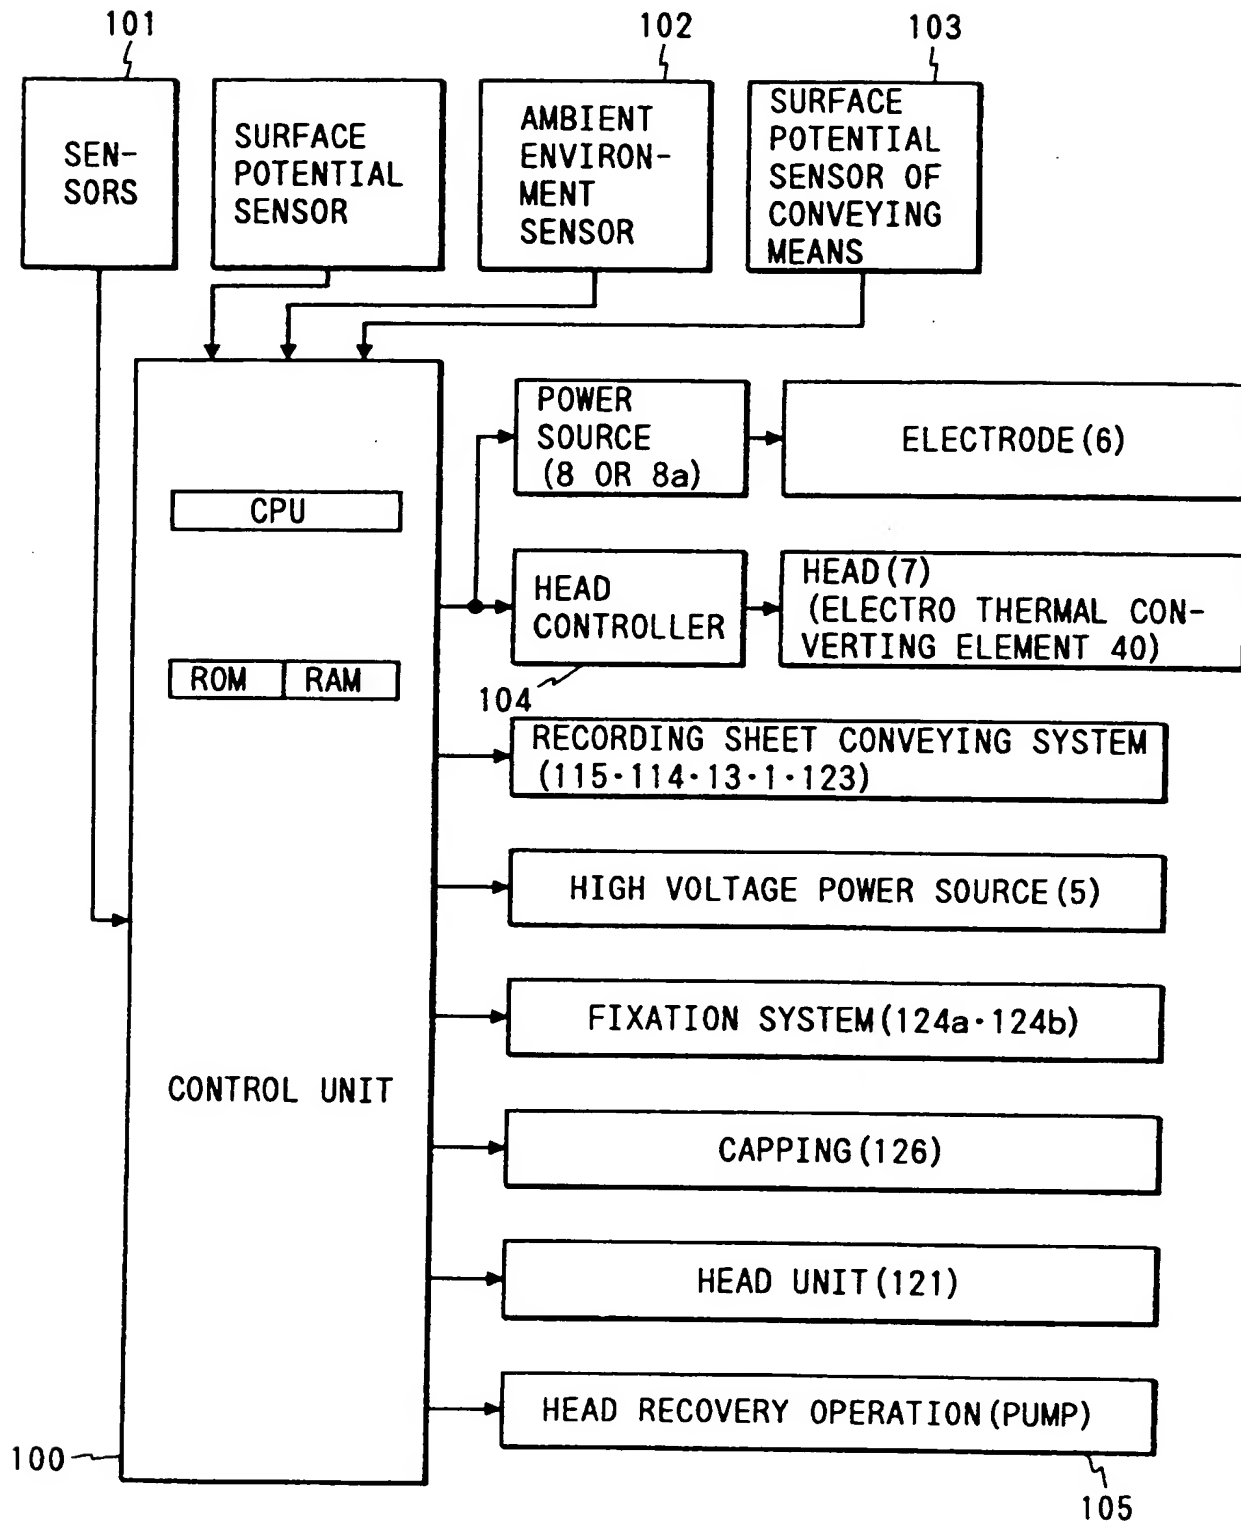 101
102
103
SEN-
SORS
SURFACE
POTENTIAL
SENSOR
AMBIENT
ENVIRON-
MENT
SENSOR
SURFACE
POTENTIAL
SENSOR OF
CONVEYING
MEANS
POWER
SOURCE
(8 OR 8a)
ELECTRODE(6)
CPU
HEAD
CONTROLLER
HEAD(7)
(ELECTRO THERMAL CON-
VERTING ELEMENT 40)
ROM
RAM
104
RECORDING SHEET CONVEYING SYSTEM
(115·114·13·1·123)
HIGH VOLTAGE POWER SOURCE(5)
FIXATION SYSTEM(124a·124b)
CONTROL UNIT
CAPPING(126)
HEAD UNIT(121)
HEAD RECOVERY OPERATION(PUMP)
100
105